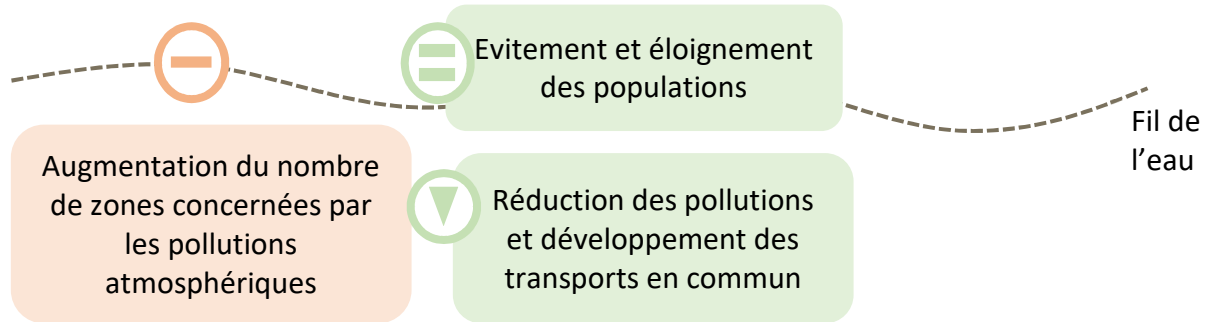 Evitement et éloignement
des populations
Fil de
l’eau
Augmentation du nombre
de zones concernées par
les pollutions
atmosphériques
Réduction des pollutions
et développement des
transports en commun